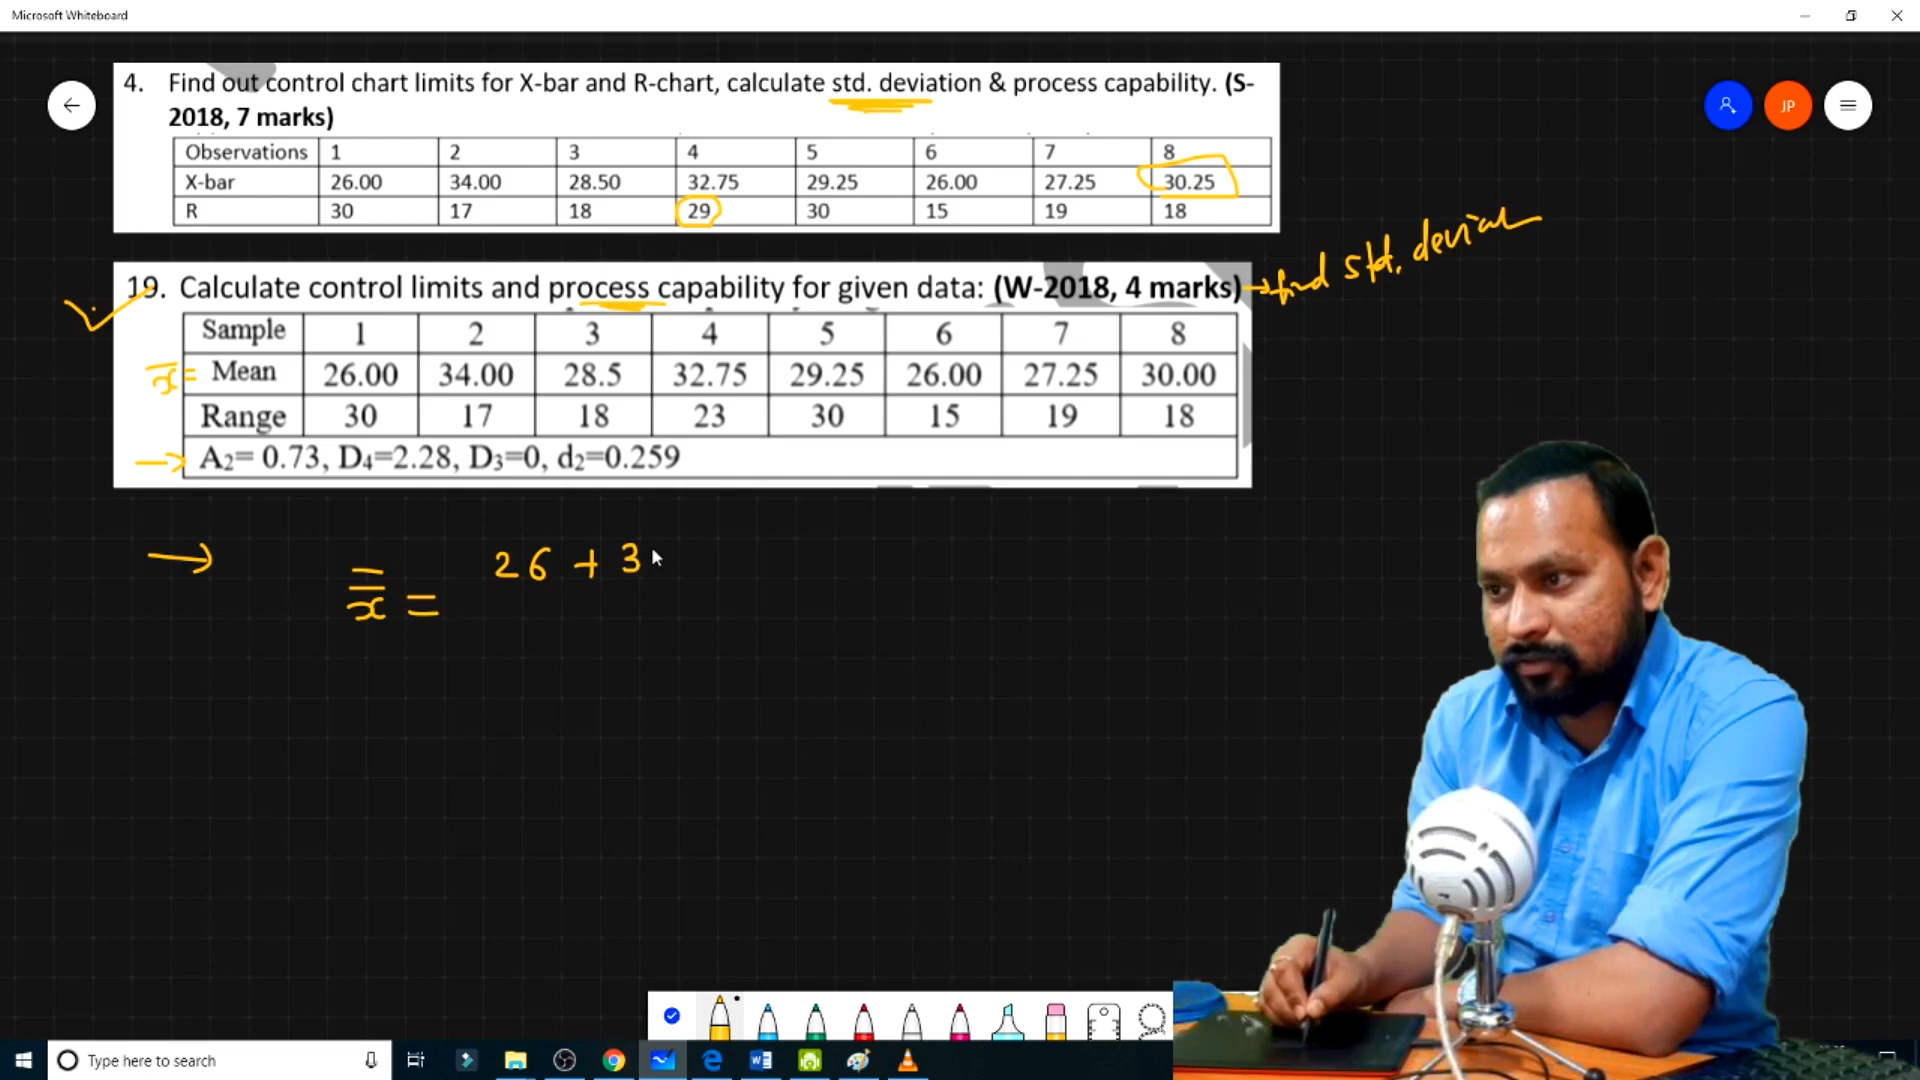 Microsoft Whiteboard
4. Find out control chart limits for X-bar and R-chart, calculate std. deviation & process capability. (S-
2018, 7 marks)
Observations 1 2 3 4 5 6 7 8
X-bar 26.00 34.00 28.50 32.75 29.25 26.00 27.25 30.25
R 30 17 18 29 30 15 19 18
JP
19. Calculate control limits and process capability for given data: (W-2018, 4 marks) → find std. deviat
Sample 1 2 3 4 5 6 7 8
x̅ = Mean 26.00 34.00 28.5 32.75 29.25 26.00 27.25 30.00
Range 30 17 18 23 30 15 19 18
→ A₂= 0.73, D₄=2.28, D₃=0, d₂=0.259
→ x̿ = 26 + 3
Type here to search